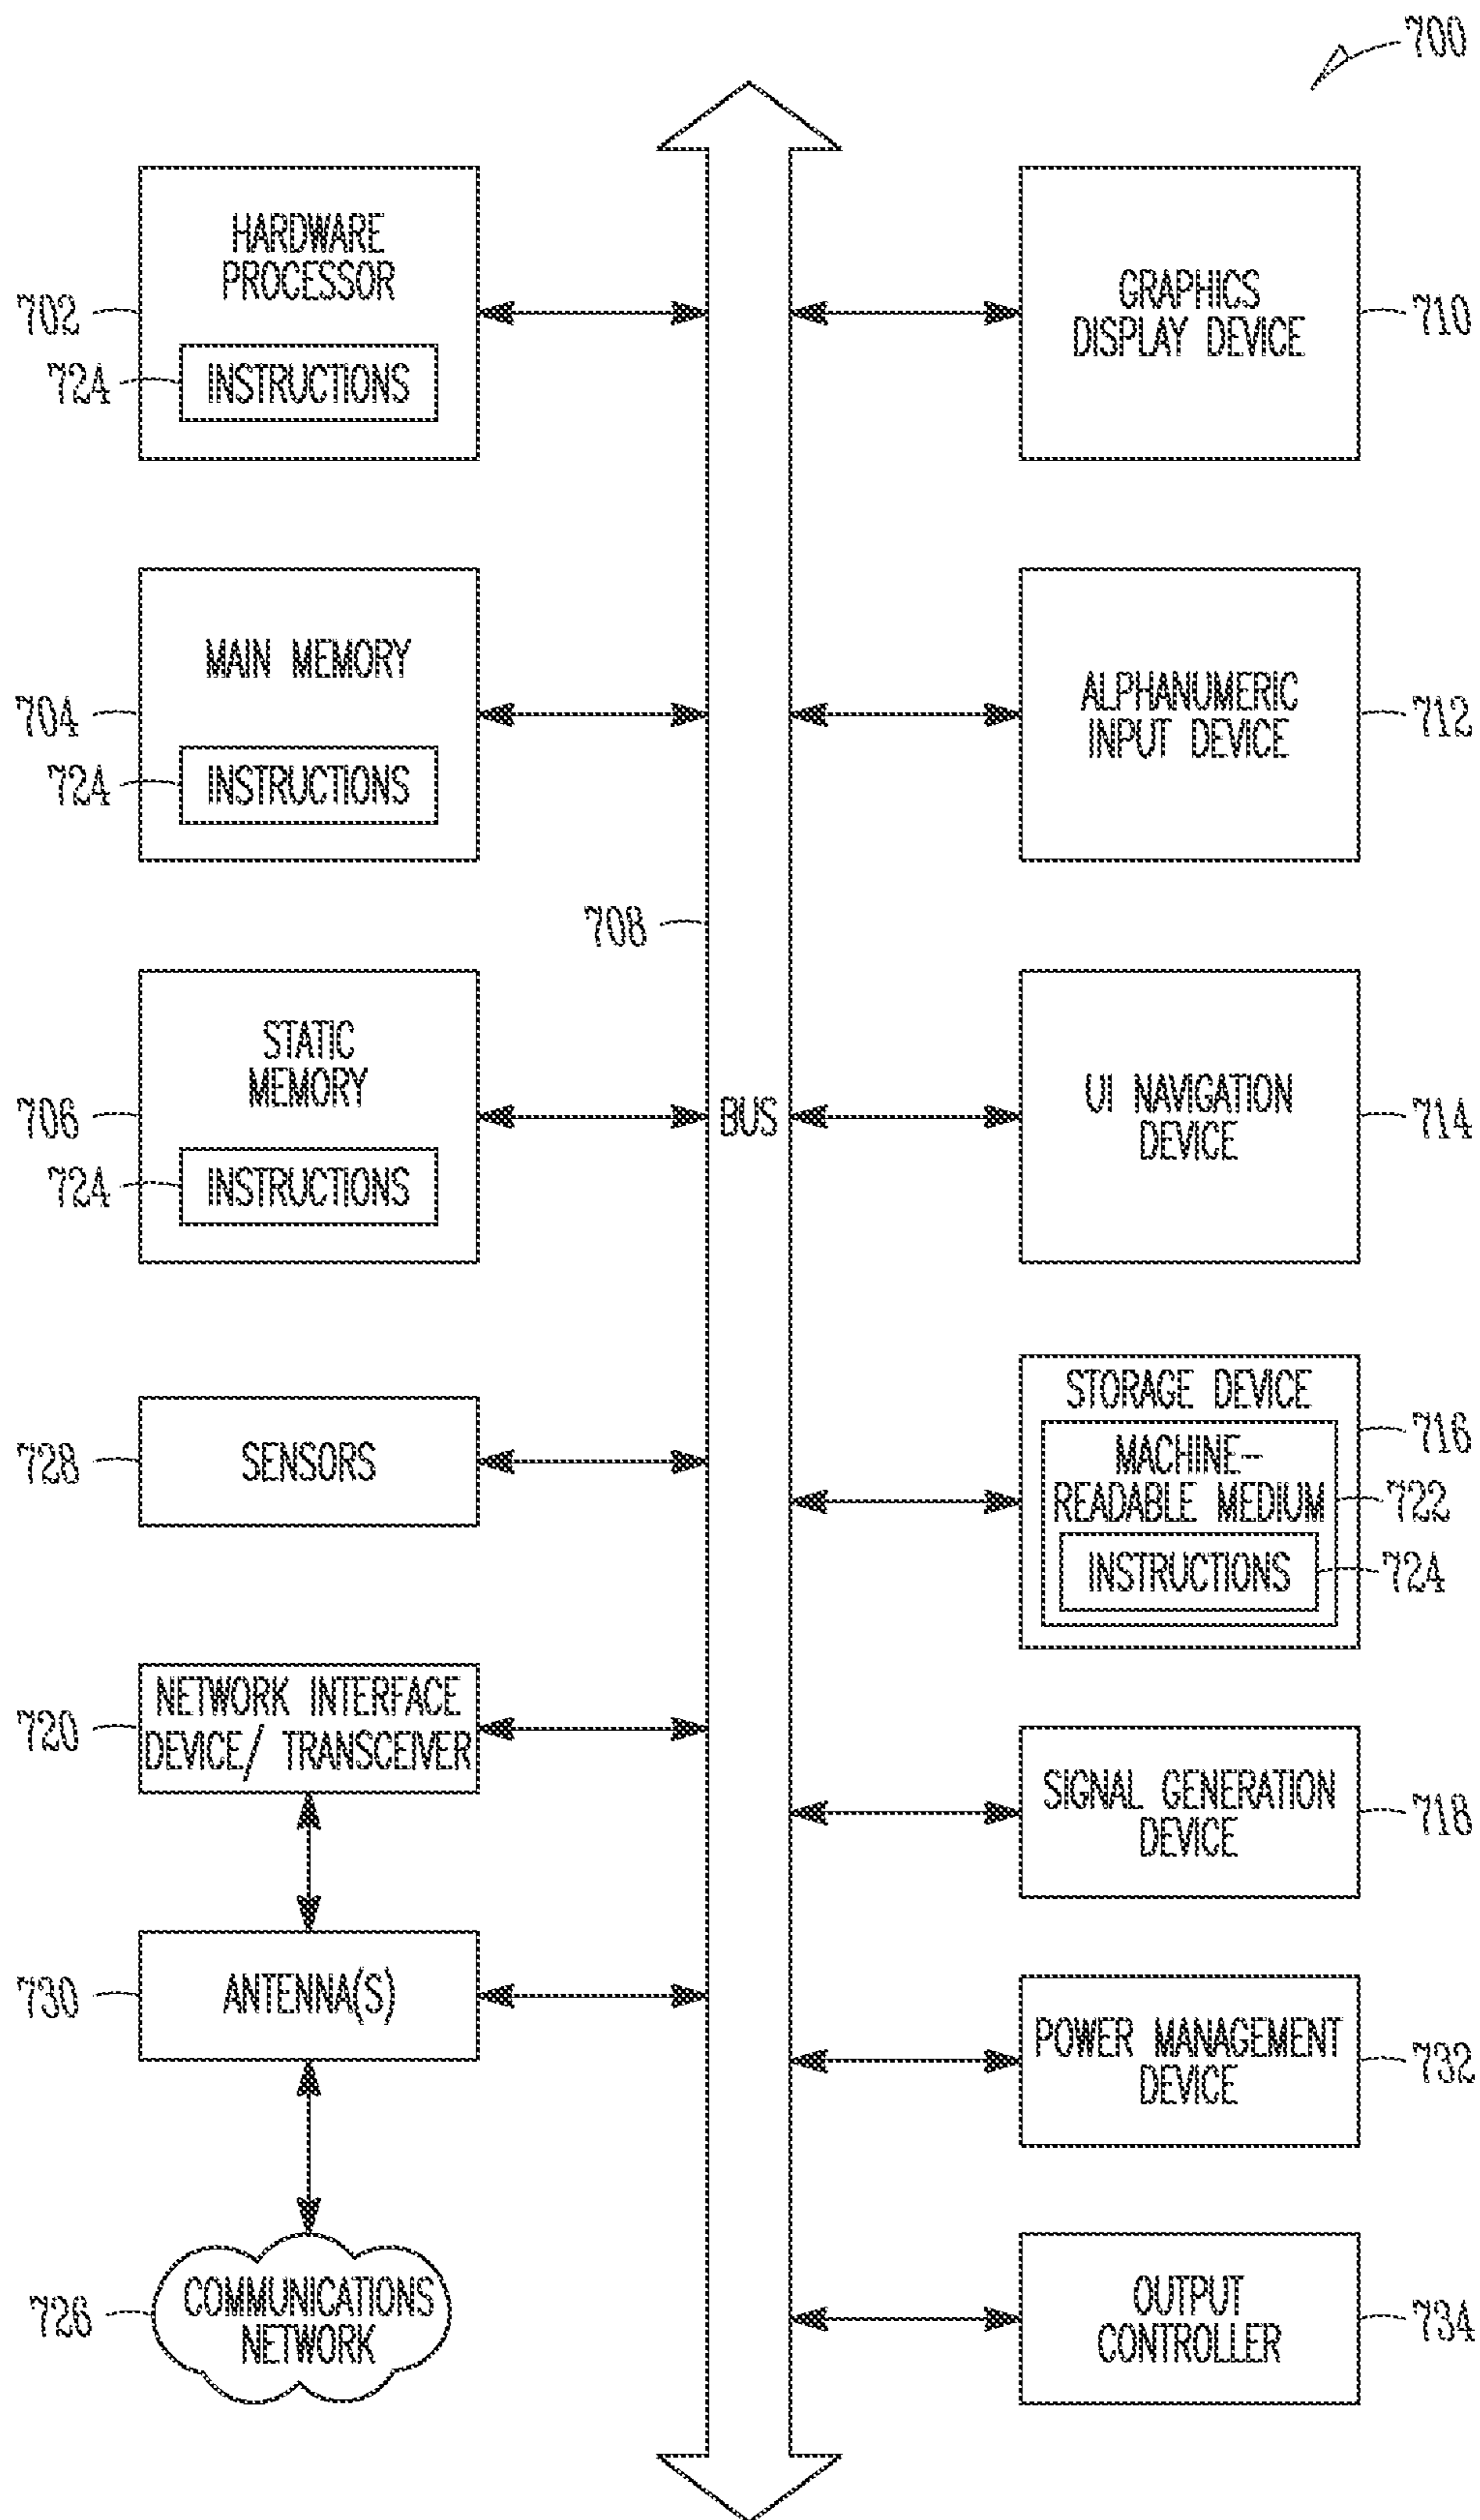 700
HARDWARE
PROCESSOR
702
724
INSTRUCTIONS
MAIN MEMORY
704
724
INSTRUCTIONS
708
STATIC
MEMORY
706
724
INSTRUCTIONS
728
SENSORS
NETWORK INTERFACE
720
DEVICE/ TRANSCEIVER
730
ANTENNA(S)
726
COMMUNICATIONS
NETWORK
BUS
GRAPHICS
DISPLAY DEVICE
710
ALPHANUMERIC
INPUT DEVICE
712
UI NAVIGATION
DEVICE
714
STORAGE DEVICE
716
MACHINE-
READABLE MEDIUM
722
INSTRUCTIONS
724
SIGNAL GENERATION
DEVICE
718
POWER MANAGEMENT
DEVICE
732
OUTPUT
CONTROLLER
734